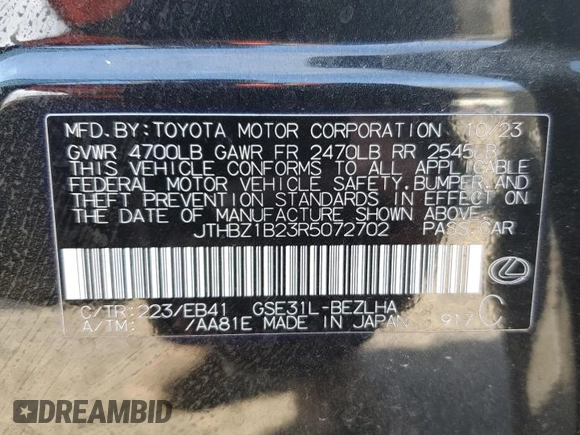 MFD. BY: TOYOTA MOTOR CORPORATION 10/23
GVWR 4700LB GAWR FR 2470LB RR 2545LB
THIS VEHICLE CONFORMS TO ALL APPLICABLE
FEDERAL MOTOR VEHICLE SAFETY, BUMPER, AND
THEFT PREVENTION STANDARDS IN EFFECT ON
THE DATE OF MANUFACTURE SHOWN ABOVE.
JTHBZ1B23R5072702 PASS. CAR
C/TR: 223/EB41 GSE31L-BEZLHA
A/TM: /AA81E MADE IN JAPAN 917 C
DREAMBID